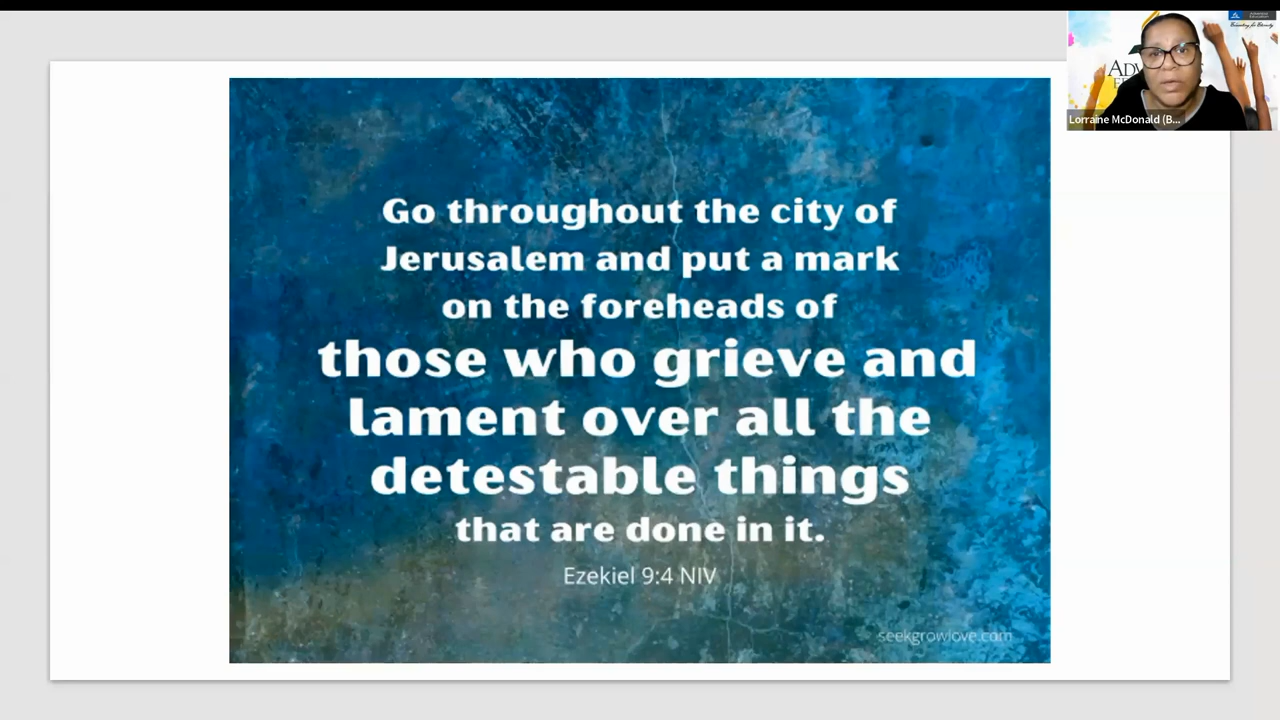 Go throughout the city of
Jerusalem and put a mark
on the foreheads of
those who grieve and
lament over all the
detestable things
that are done in it.
Ezekiel 9:4 NIV
seekgrowlove.com
Lorraine McDonald (B...